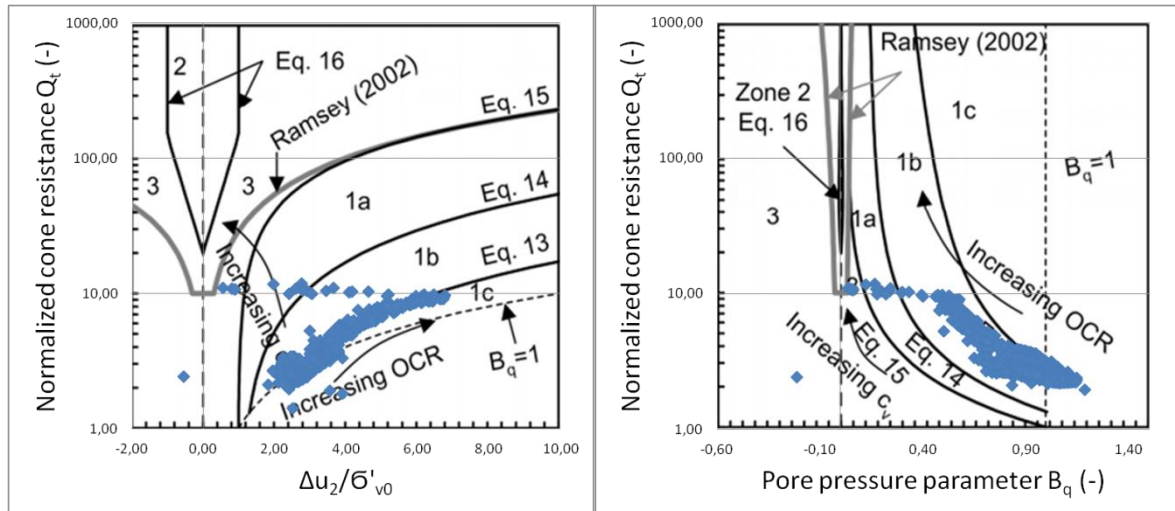 Normalized cone resistance Qt (-)
1000,00
100,00
10,00
1,00
2
Eq. 16
Ramsey (2002)
Eq. 15
3
3
1a
Eq. 14
Increasing
1b
Eq. 13
1c
Increasing OCR
Bq=1
-2,00
0,00
2,00
4,00
6,00
8,00
10,00
Δu2/σ'v0
Normalized cone resistance Qt (-)
1000,00
100,00
10,00
1,00
Ramsey (2002)
Zone 2
Eq. 16
1c
1b
Bq=1
3
1a
Increasing OCR
Increasing cv
Eq. 15
Eq. 14
-0,60
-0,10
0,40
0,90
1,40
Pore pressure parameter Bq (-)